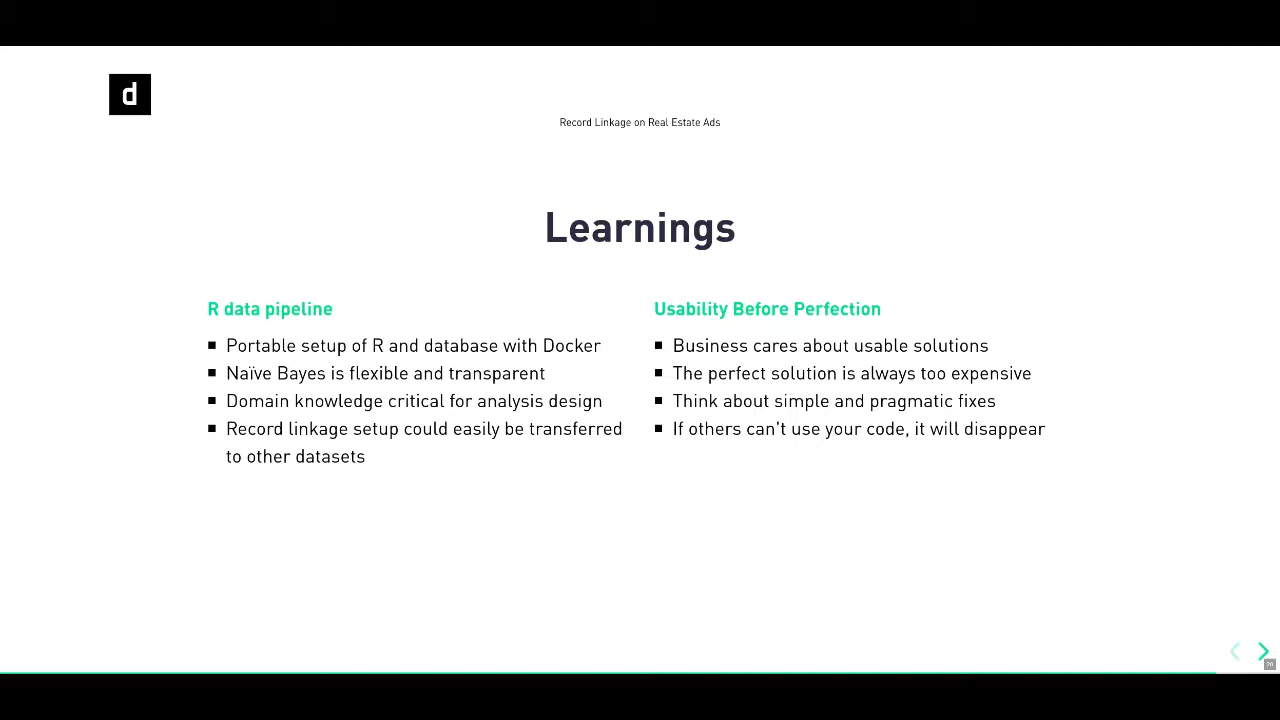 d
Record Linkage on Real Estate Ads
Learnings
R data pipeline
▪ Portable setup of R and database with Docker
▪ Naïve Bayes is flexible and transparent
▪ Domain knowledge critical for analysis design
▪ Record linkage setup could easily be transferred
to other datasets
Usability Before Perfection
▪ Business cares about usable solutions
▪ The perfect solution is always too expensive
▪ Think about simple and pragmatic fixes
▪ If others can't use your code, it will disappear
20